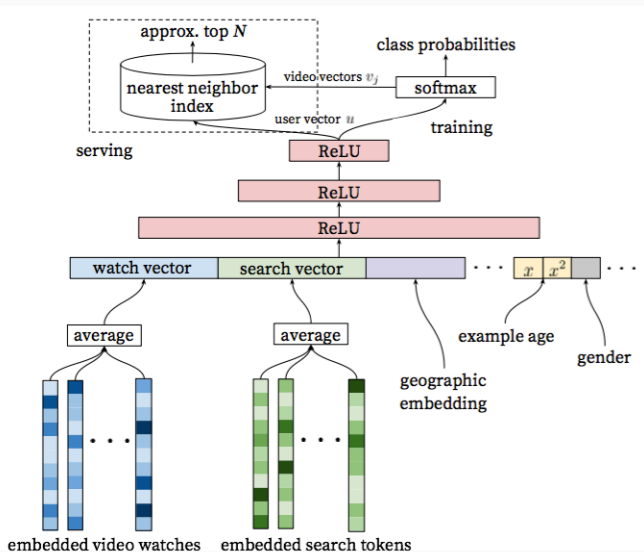 approx. top N
class probabilities
nearest neighbor
index
video vectors vⱼ
softmax
user vector u
training
serving
ReLU
ReLU
ReLU
watch vector
search vector
...
x
x²
...
average
average
example age
gender
geographic
embedding
...
...
embedded video watches
embedded search tokens